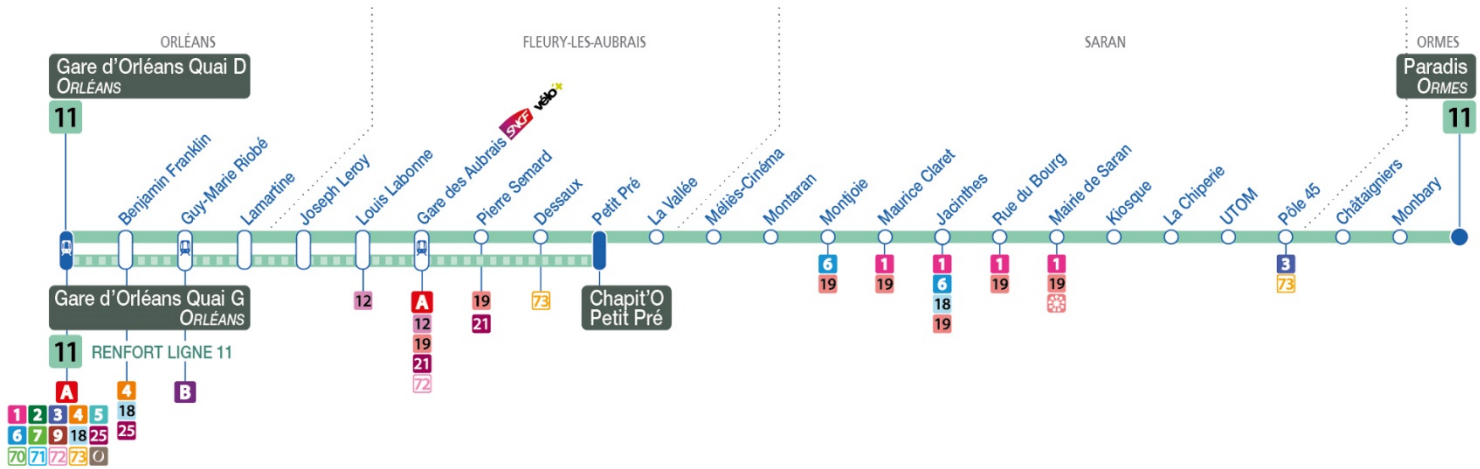 ORLÉANS
FLEURY-LES-AUBRAIS
SARAN
ORMES
Gare d'Orléans Quai D
ORLÉANS
11
Paradis
ORMES
11
Benjamin Franklin
Guy-Marie Riobé
Lamartine
Joseph Leroy
Louis Labonne
Gare des Aubrais
SNCF
vélo+
Pierre Semard
Dessaux
Petit Pré
La Vallée
Méliès-Cinéma
Montaran
Montjoie
Maurice Claret
Jacinthes
Rue du Bourg
Mairie de Saran
Kiosque
La Chiperie
UTOM
Pôle 45
Châtaigniers
Monbary
Gare d'Orléans Quai G
ORLÉANS
11 RENFORT LIGNE 11
A
1 2 3 4 5
6 7 9 18 25
70 71 72 73 O
4
18
25
B
12
A
12
19
21
72
19
21
73
Chapit'O
Petit Pré
6
19
1
19
1
6
18
19
1
19
1
19
3
73